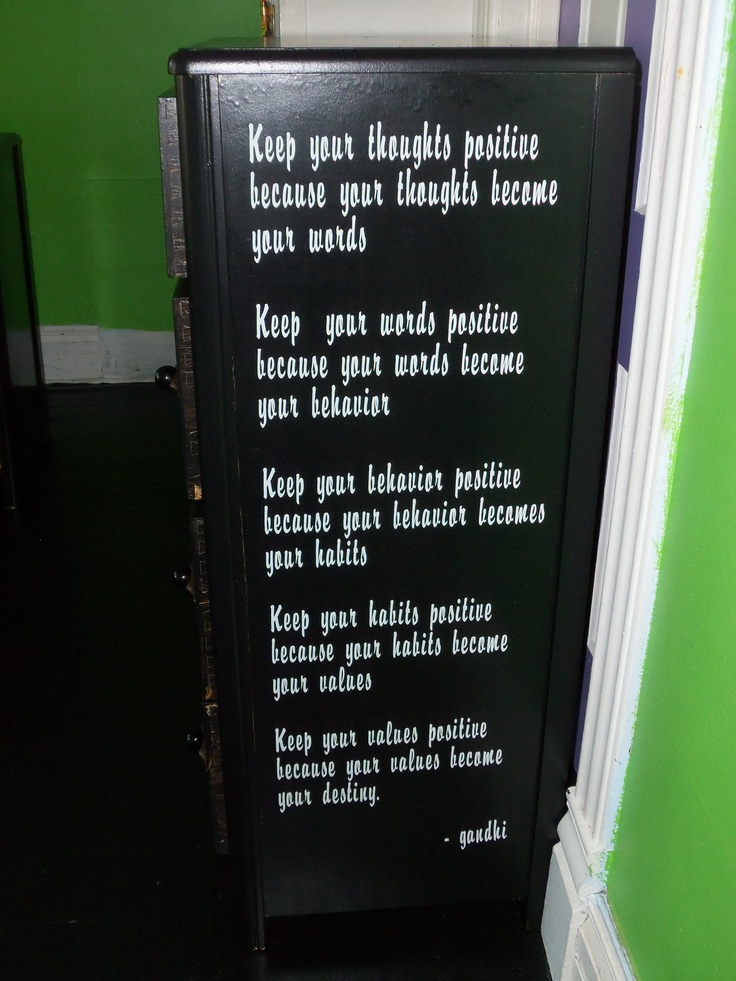 Keep your thoughts positive
because your thoughts become
your words
Keep your words positive
because your words become
your behavior
Keep your behavior positive
because your behavior becomes
your habits
Keep your habits positive
because your habits become
your values
Keep your values positive
because your values become
your destiny.
- gandhi